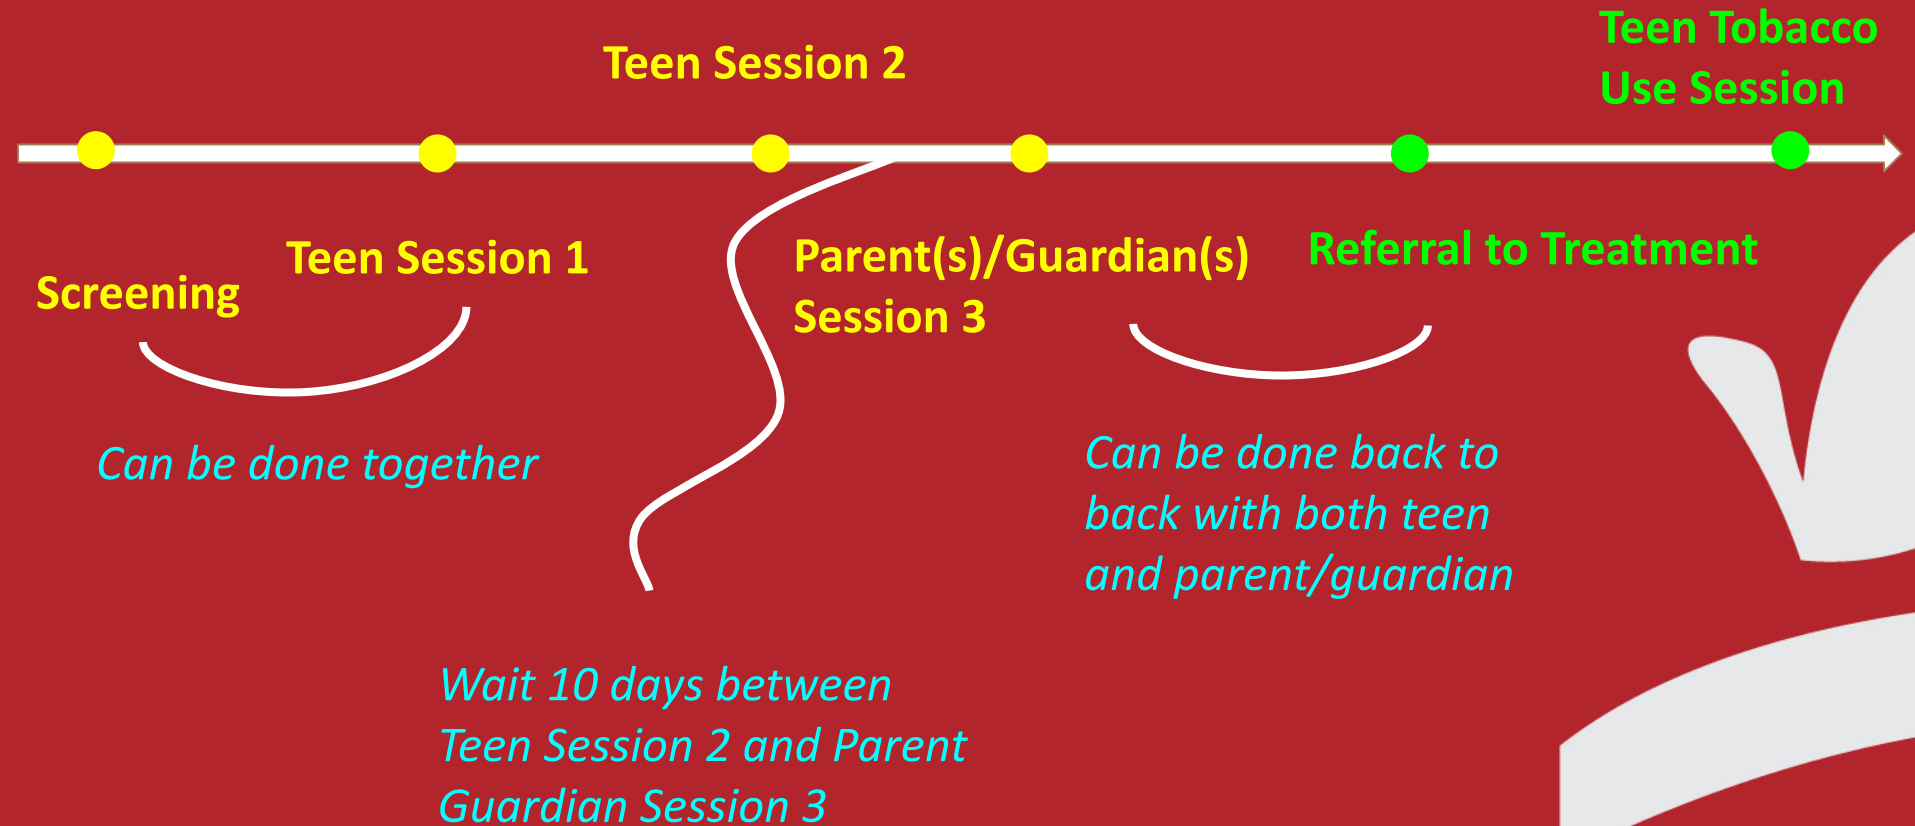 Teen Tobacco
Use Session
Teen Session 2
Screening
Teen Session 1
Parent(s)/Guardian(s)
Session 3
Referral to Treatment
Can be done together
Can be done back to
back with both teen
and parent/guardian
Wait 10 days between
Teen Session 2 and Parent
Guardian Session 3